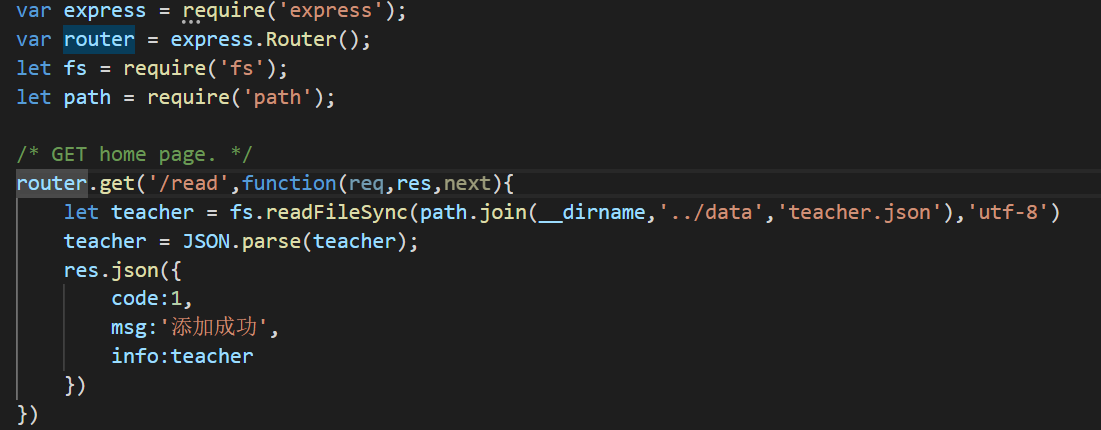 var express = require('express');
var router = express.Router();
let fs = require('fs');
let path = require('path');

/* GET home page. */
router.get('/read',function(req,res,next){
    let teacher = fs.readFileSync(path.join(__dirname,'../data','teacher.json'),'utf-8')
    teacher = JSON.parse(teacher);
    res.json({
        code:1,
        msg:'添加成功',
        info:teacher
    })
})